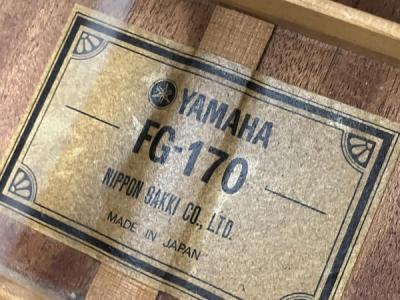 YAMAHA
FG-170
NIPPON GAKKI CO., LTD.
MADE IN JAPAN